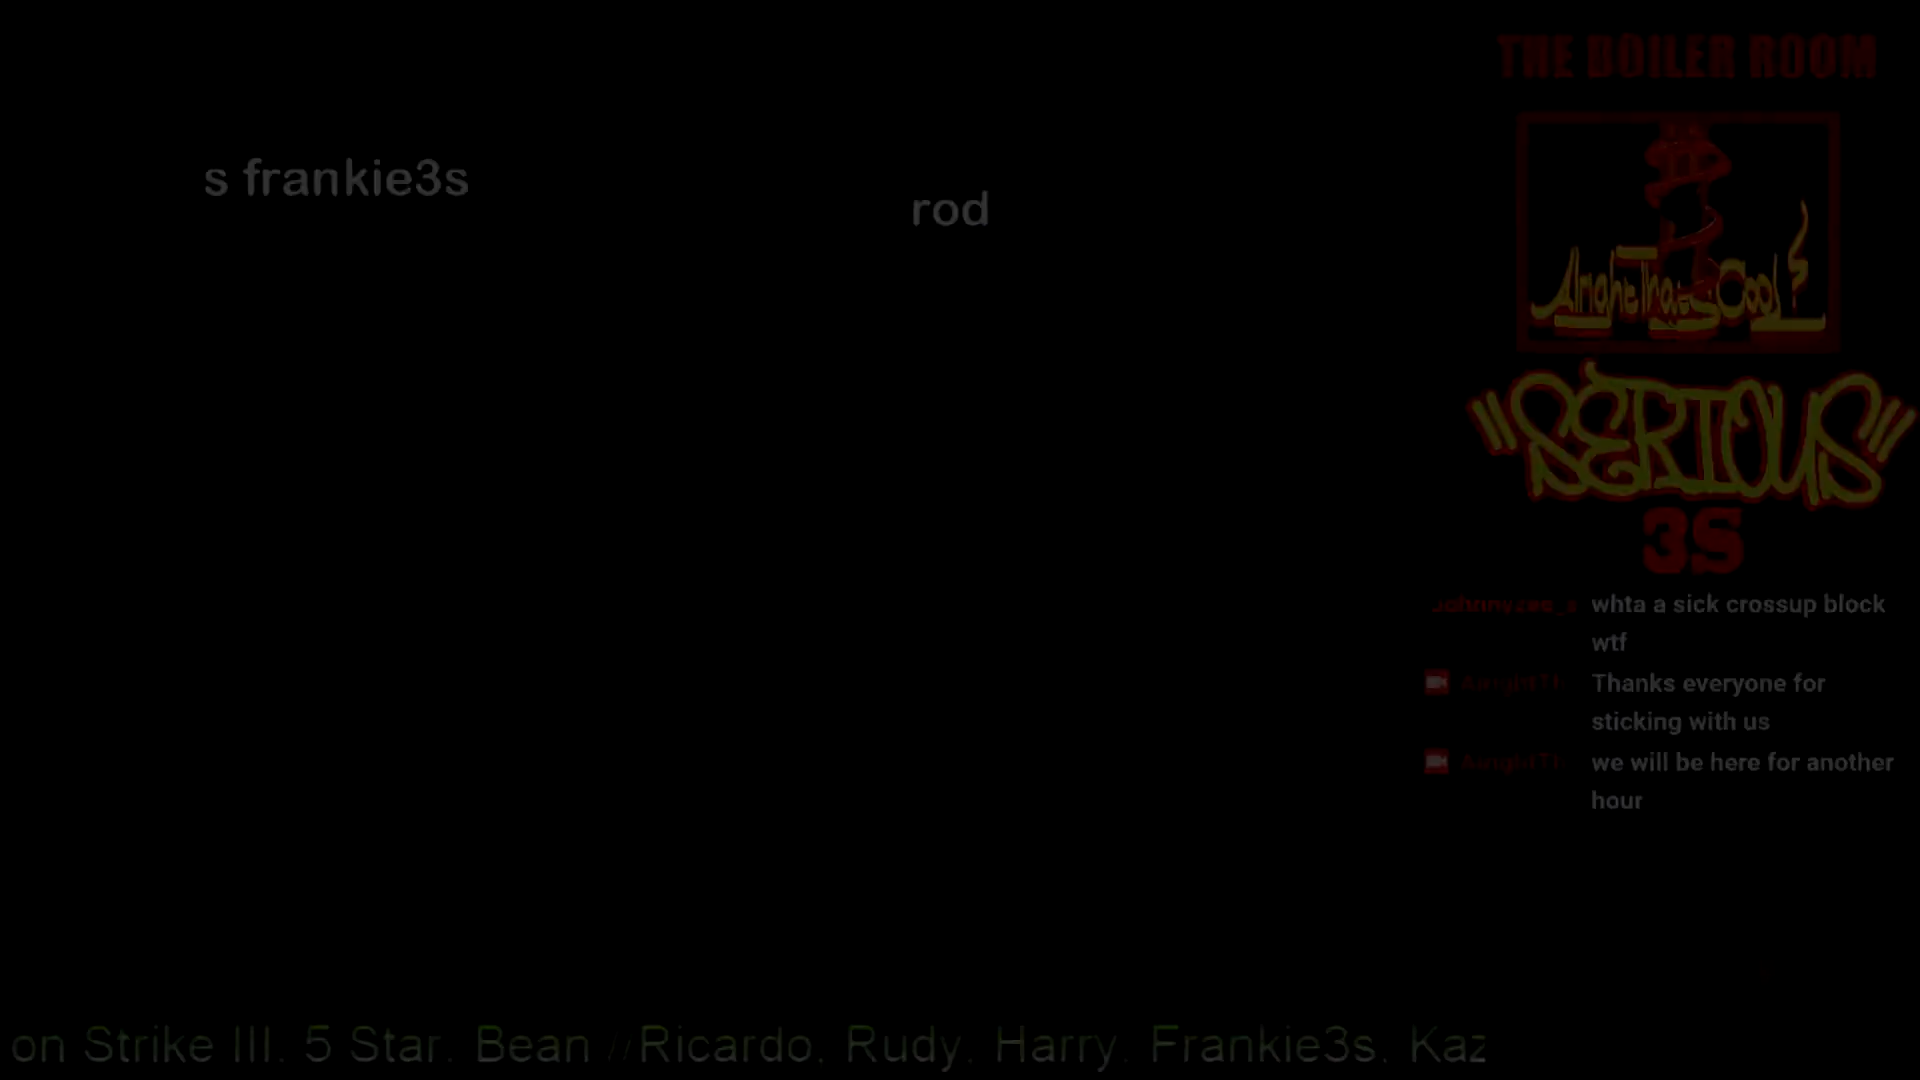 THE BOILER ROOM
s frankie3s
rod
AlrightThatsCool?
"SERIOUS"
3S
whta a sick crossup block
wtf
Thanks everyone for
sticking with us
we will be here for another
hour
on Strike III. 5 Star. Bean // Ricardo. Rudy. Harry. Frankie3s. Kaz